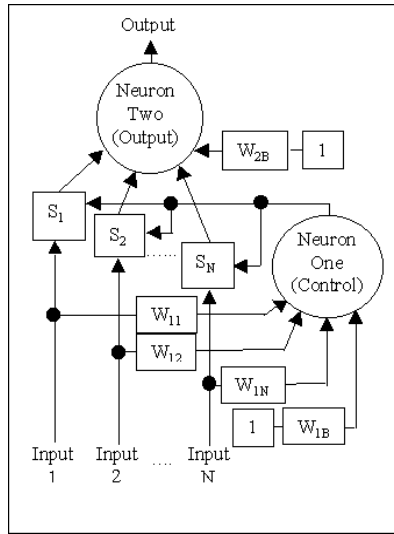 Output
Neuron
Two
(Output)
W2B
1
S1
S2
......
SN
Neuron
One
(Control)
W11
W12
W1N
1
W1B
Input
1
Input
2
....
Input
N